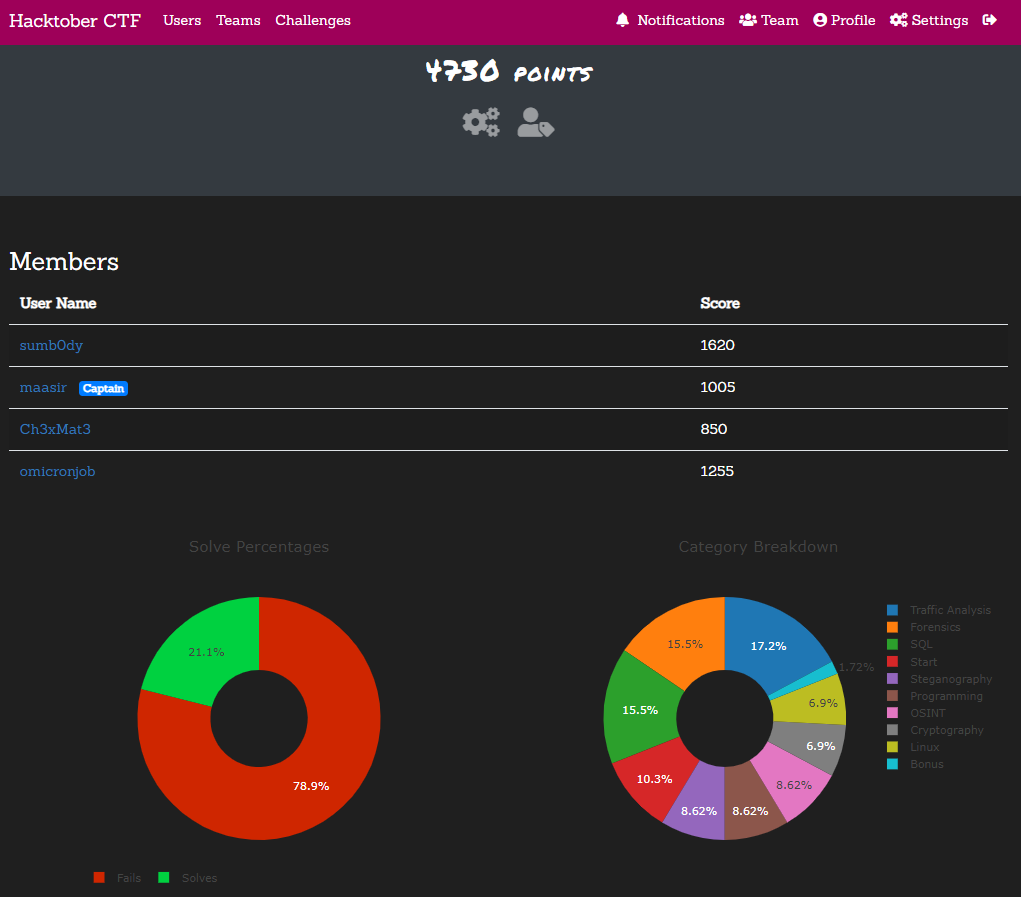 Hacktober CTF Users Teams Challenges Notifications Team Profile Settings
4730 POINTS
Members
User Name Score
sumb0dy 1620
maasir Captain 1005
Ch3xMat3 850
omicronjob 1255
Solve Percentages
21.1%
78.9%
Fails Solves
Category Breakdown
17.2%
1.72%
6.9%
6.9%
8.62%
8.62%
8.62%
10.3%
15.5%
15.5%
Traffic Analysis
Forensics
SQL
Start
Steganography
Programming
OSINT
Cryptography
Linux
Bonus